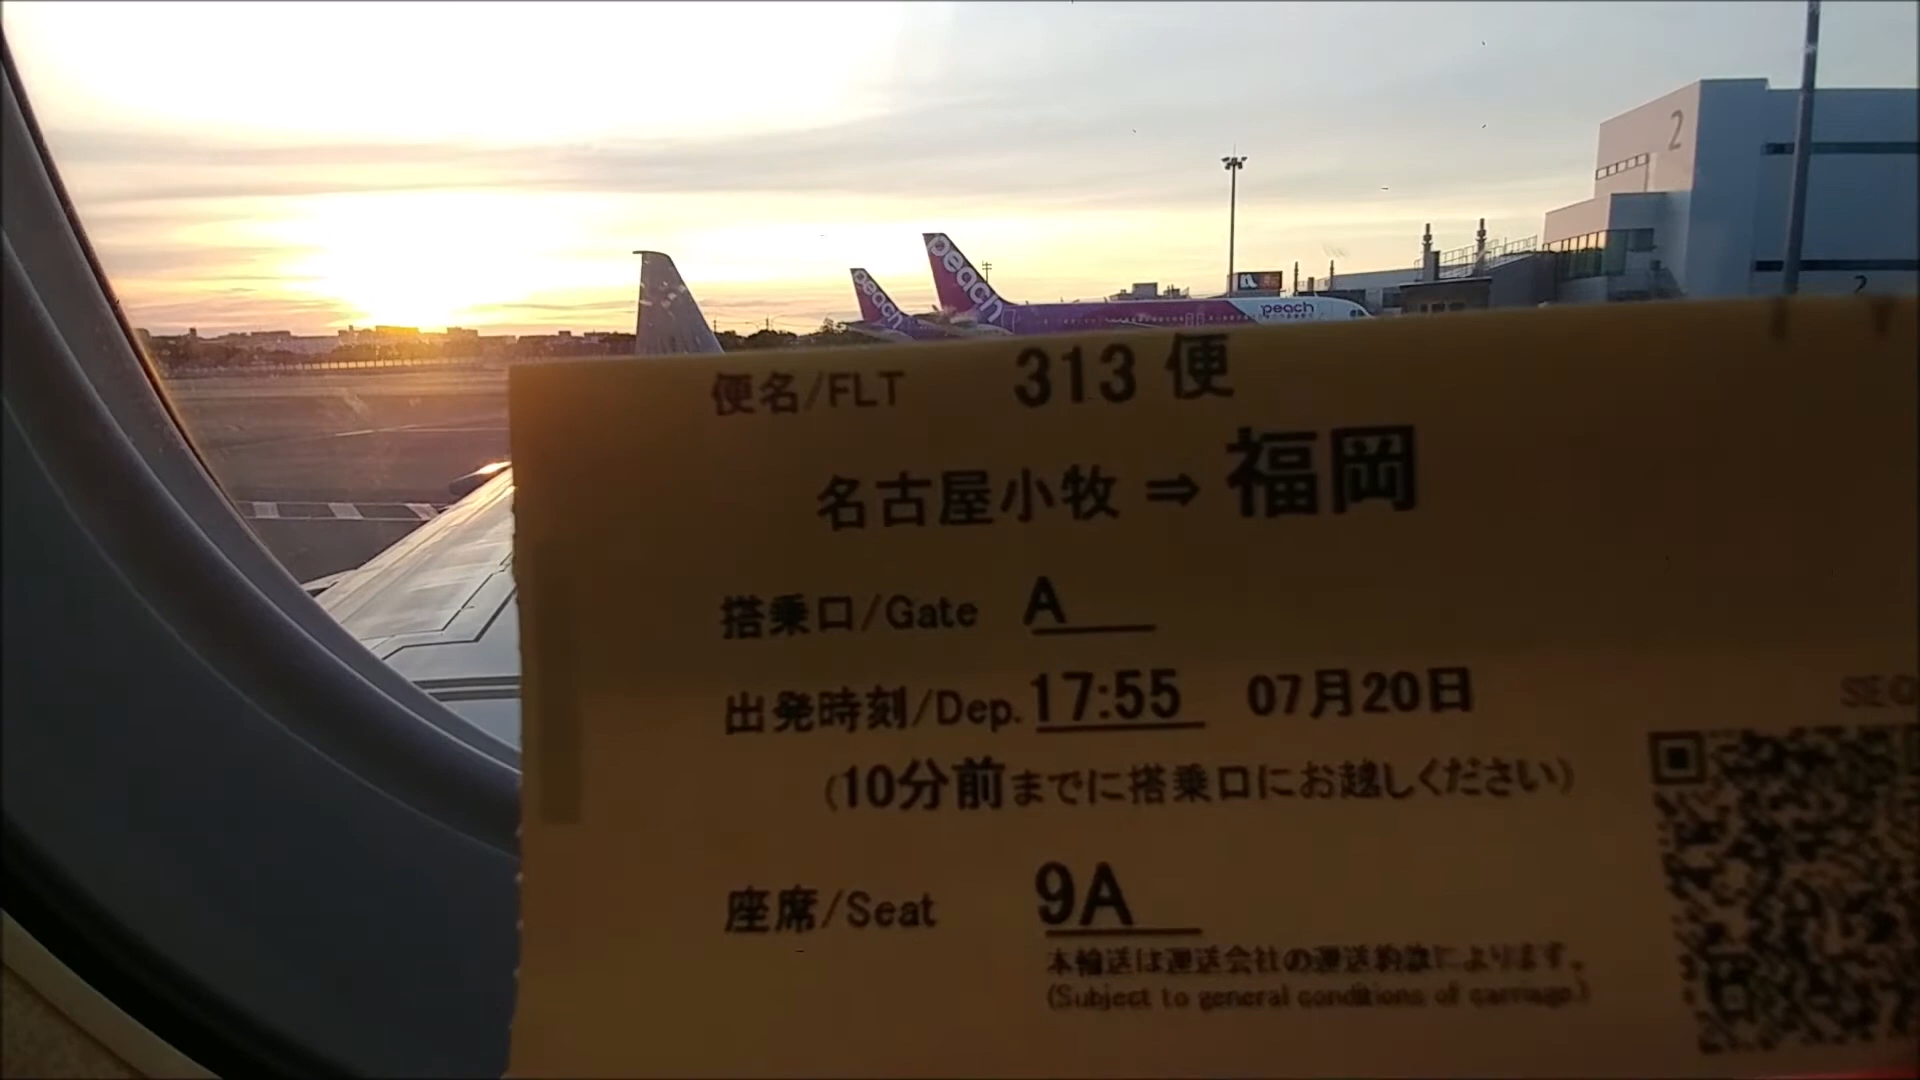 2
peach
peach
peach
2
便名/FLT 313 便
名古屋小牧 ⇒ 福岡
搭乗口/Gate A
出発時刻/Dep. 17:55 07月20日
(10分前までに搭乗口にお越しください)
SEQ
座席/Seat 9A
本輸送は運送会社の運送約款によります。
(Subject to general conditions of carriage.)